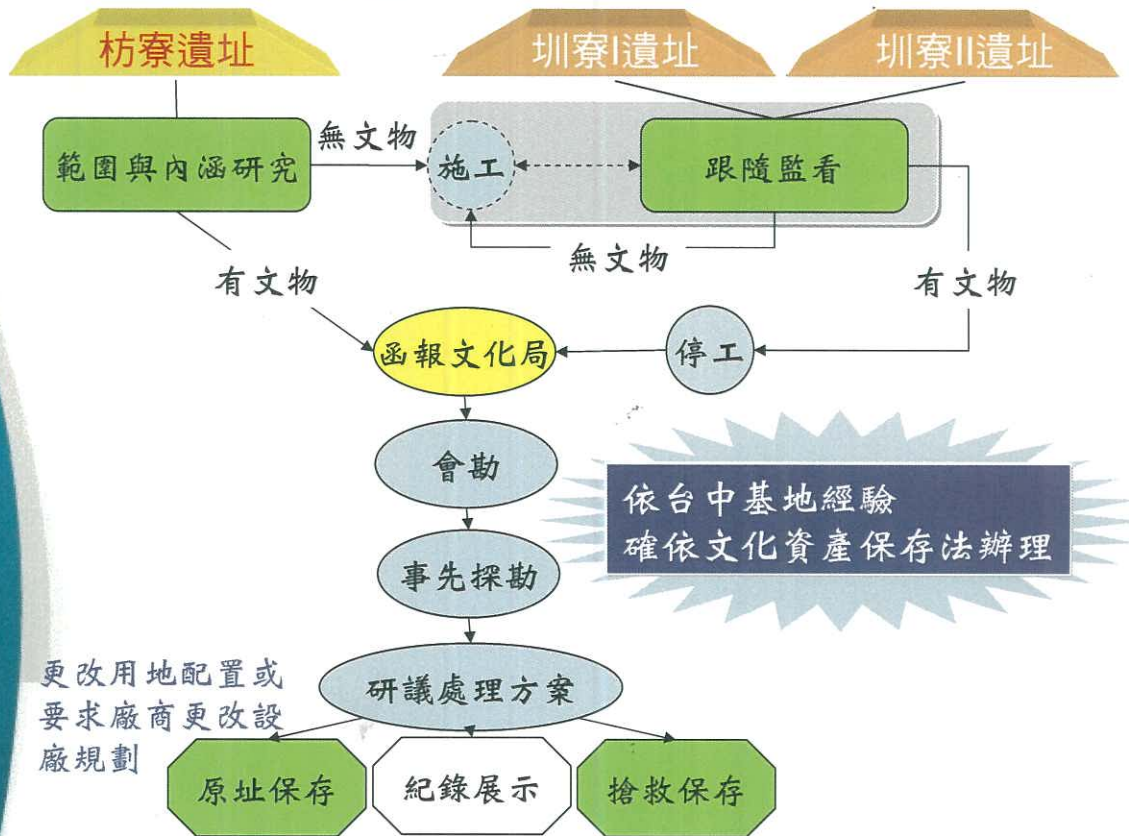 枋寮遺址
圳寮I遺址
圳寮II遺址
範圍與內涵研究
無文物
施工
跟隨監看
無文物
有文物
有文物
函報文化局
停工
會勘
依台中基地經驗
確依文化資產保存法辦理
事先探勘
研議處理方案
更改用地配置或
要求廠商更改設
廠規劃
原址保存
紀錄展示
搶救保存